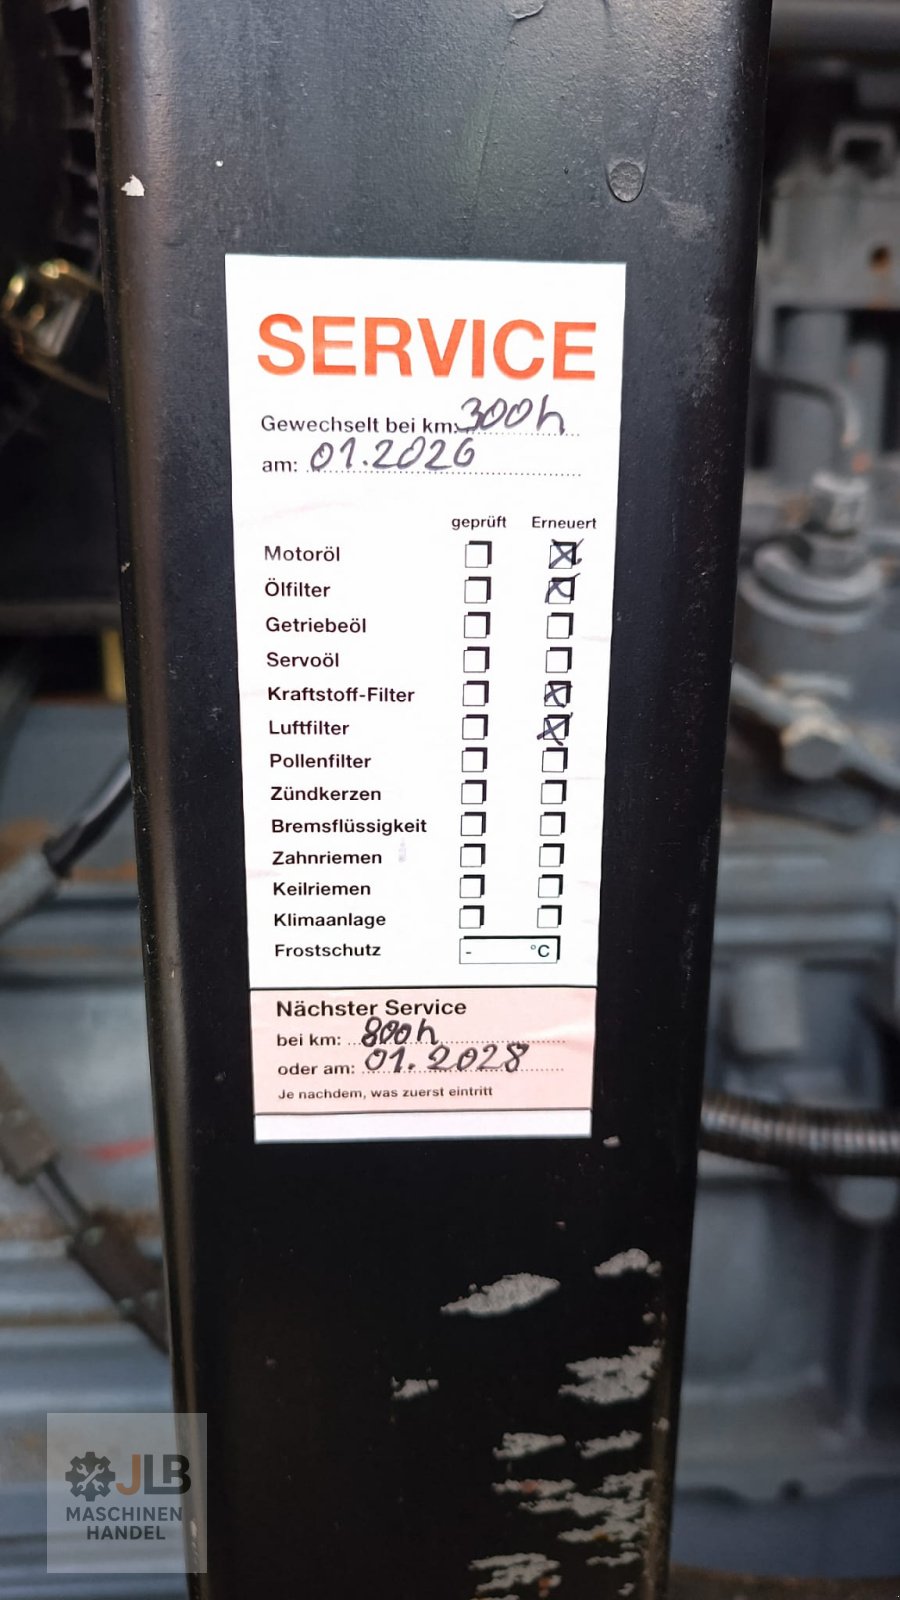 SERVICE
Gewechselt bei km: 300h
am: 01.2026
geprüft Erneuert
Motoröl
Ölfilter
Getriebeöl
Servoöl
Kraftstoff-Filter
Luftfilter
Pollenfilter
Zündkerzen
Bremsflüssigkeit
Zahnriemen
Keilriemen
Klimaanlage
Frostschutz - °C
Nächster Service
bei km: 800h
oder am: 01.2028
Je nachdem, was zuerst eintritt
JLB
MASCHINEN
HANDEL